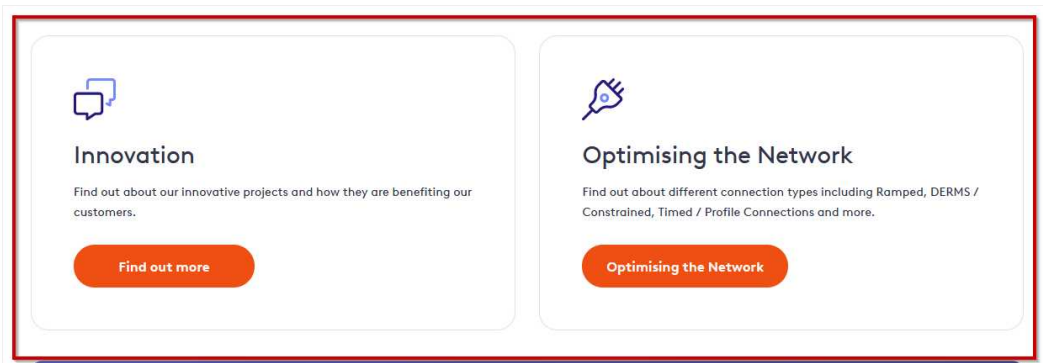 Innovation
Find out about our innovative projects and how they are benefiting our
customers.
Find out more
Optimising the Network
Find out about different connection types including Ramped, DERMS /
Constrained, Timed / Profile Connections and more.
Optimising the Network